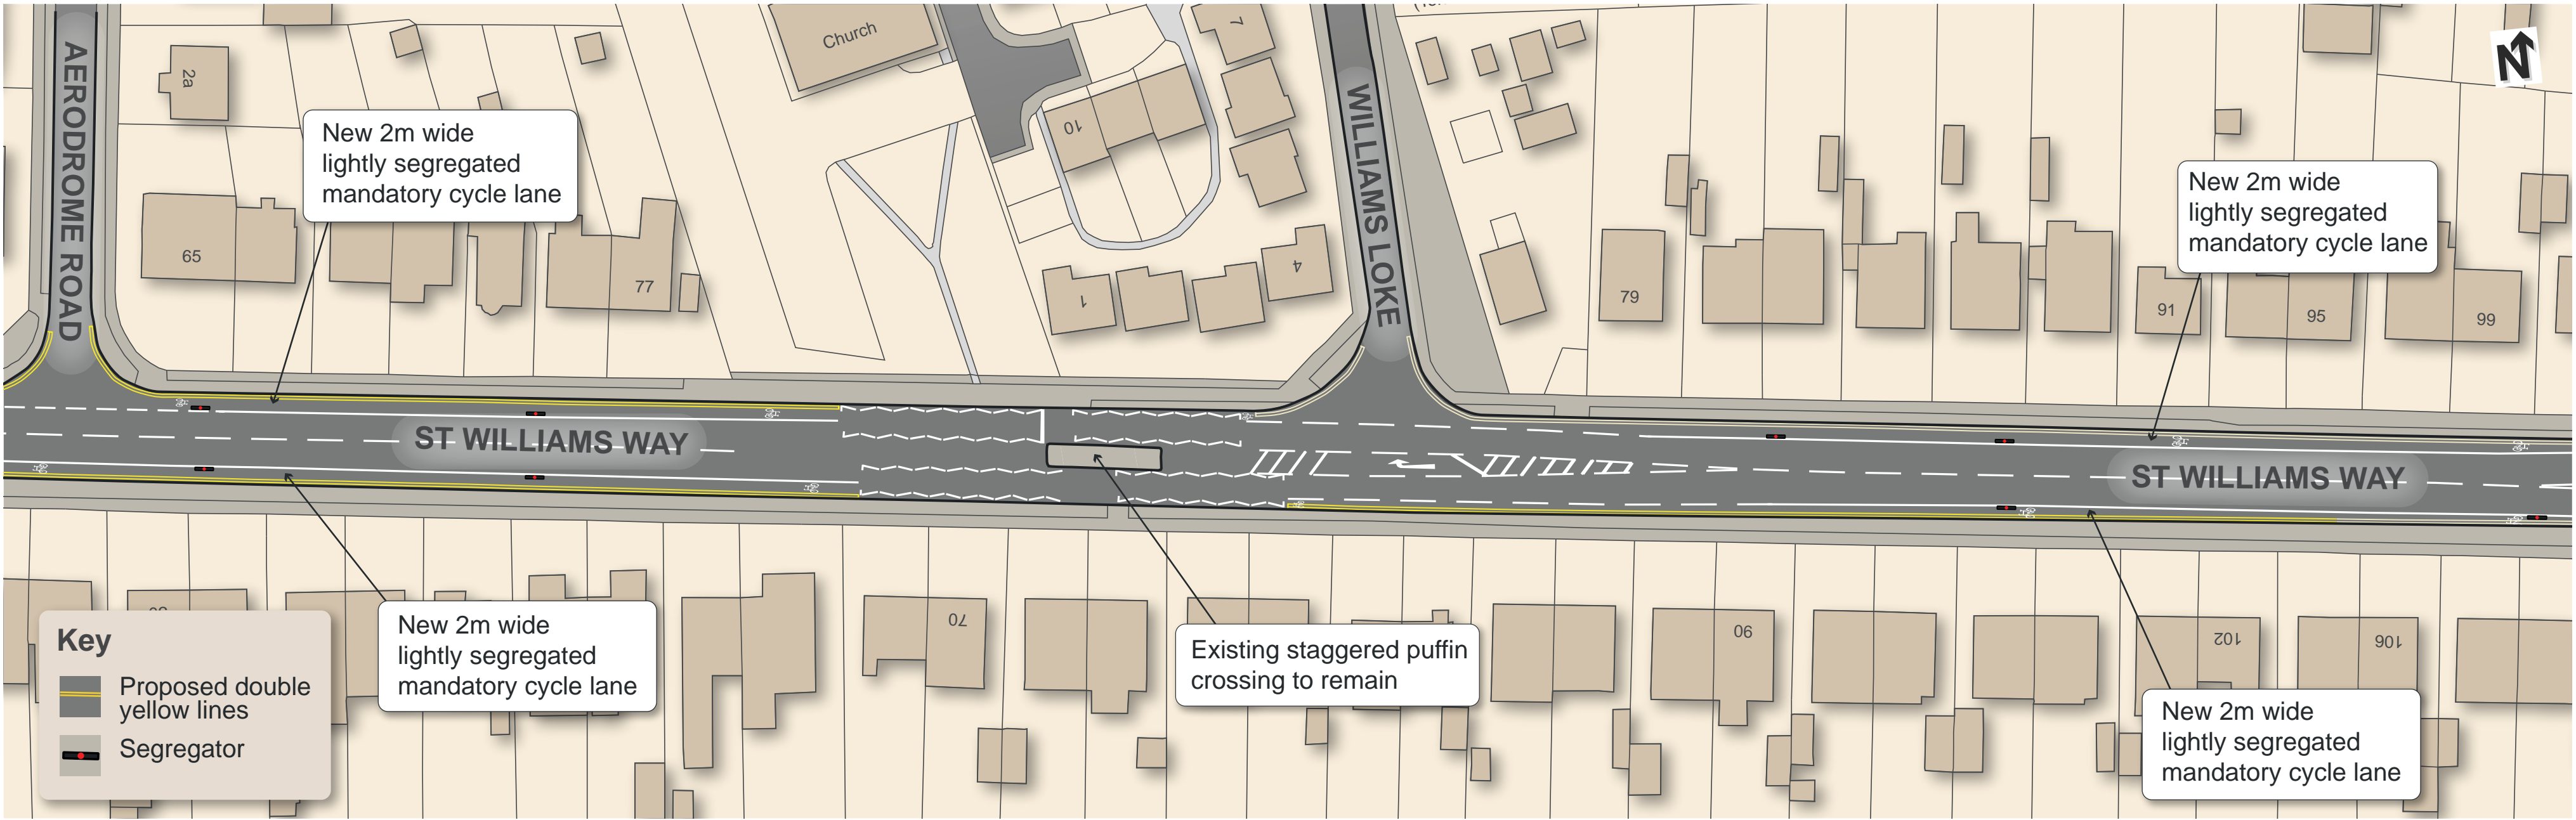 AERODROME ROAD
2a
Church
7
WILLIAMS LOKE
N
New 2m wide
lightly segregated
mandatory cycle lane
10
New 2m wide
lightly segregated
mandatory cycle lane
65
77
1
4
79
91
95
99
ST WILLIAMS WAY
ST WILLIAMS WAY
New 2m wide
lightly segregated
mandatory cycle lane
70
Existing staggered puffin
crossing to remain
90
102
106
New 2m wide
lightly segregated
mandatory cycle lane
Key
Proposed double
yellow lines
Segregator